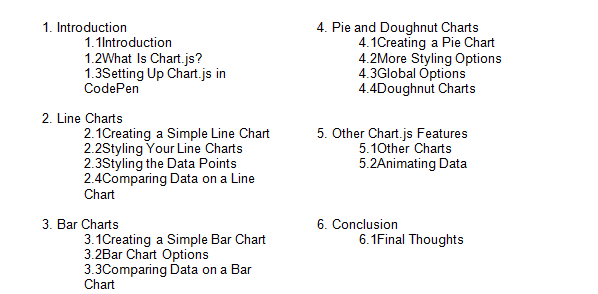 1. Introduction
1.1Introduction
1.2What Is Chart.js?
1.3Setting Up Chart.js in
CodePen
2. Line Charts
2.1Creating a Simple Line Chart
2.2Styling Your Line Charts
2.3Styling the Data Points
2.4Comparing Data on a Line
Chart
3. Bar Charts
3.1Creating a Simple Bar Chart
3.2Bar Chart Options
3.3Comparing Data on a Bar
Chart
4. Pie and Doughnut Charts
4.1Creating a Pie Chart
4.2More Styling Options
4.3Global Options
4.4Doughnut Charts
5. Other Chart.js Features
5.1Other Charts
5.2Animating Data
6. Conclusion
6.1Final Thoughts